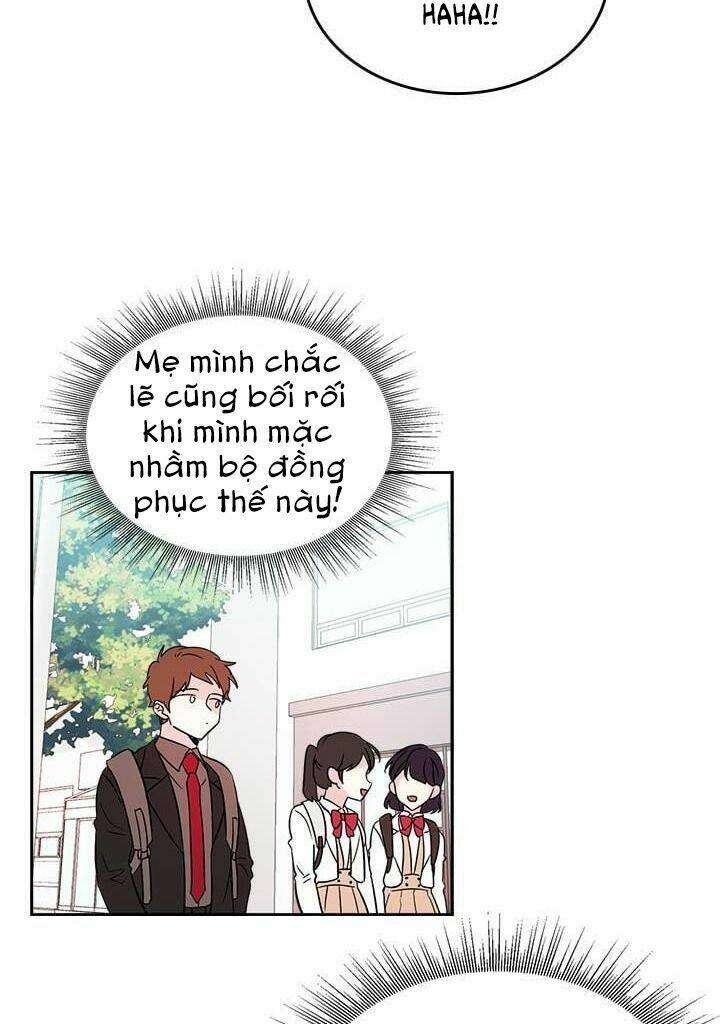 HAHA!!
Mẹ mình chắc
lẽ cũng bối rối
khi mình mặc
nhầm bộ đồng
phục thế này!